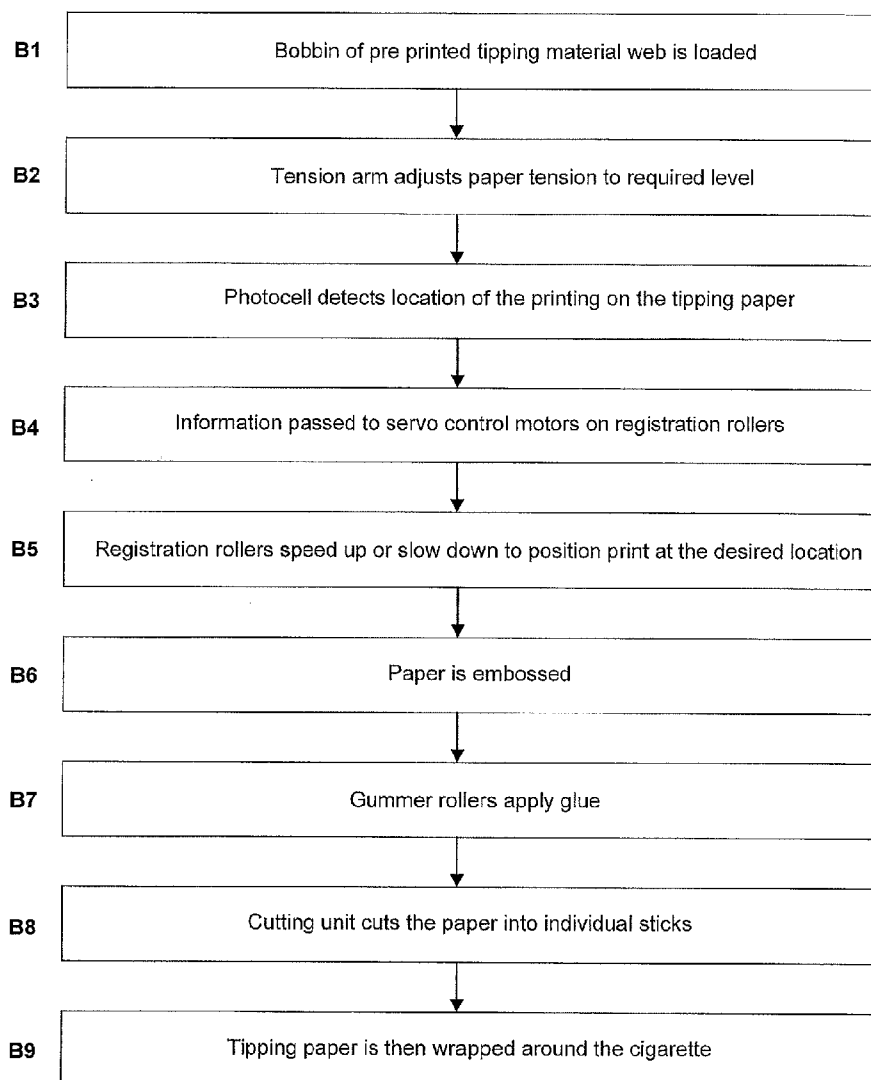 B1 Bobbin of pre printed tipping material web is loaded
B2 Tension arm adjusts paper tension to required level
B3 Photocell detects location of the printing on the tipping paper
B4 Information passed to servo control motors on registration rollers
B5 Registration rollers speed up or slow down to position print at the desired location
B6 Paper is embossed
B7 Gummer rollers apply glue
B8 Cutting unit cuts the paper into individual sticks
B9 Tipping paper is then wrapped around the cigarette